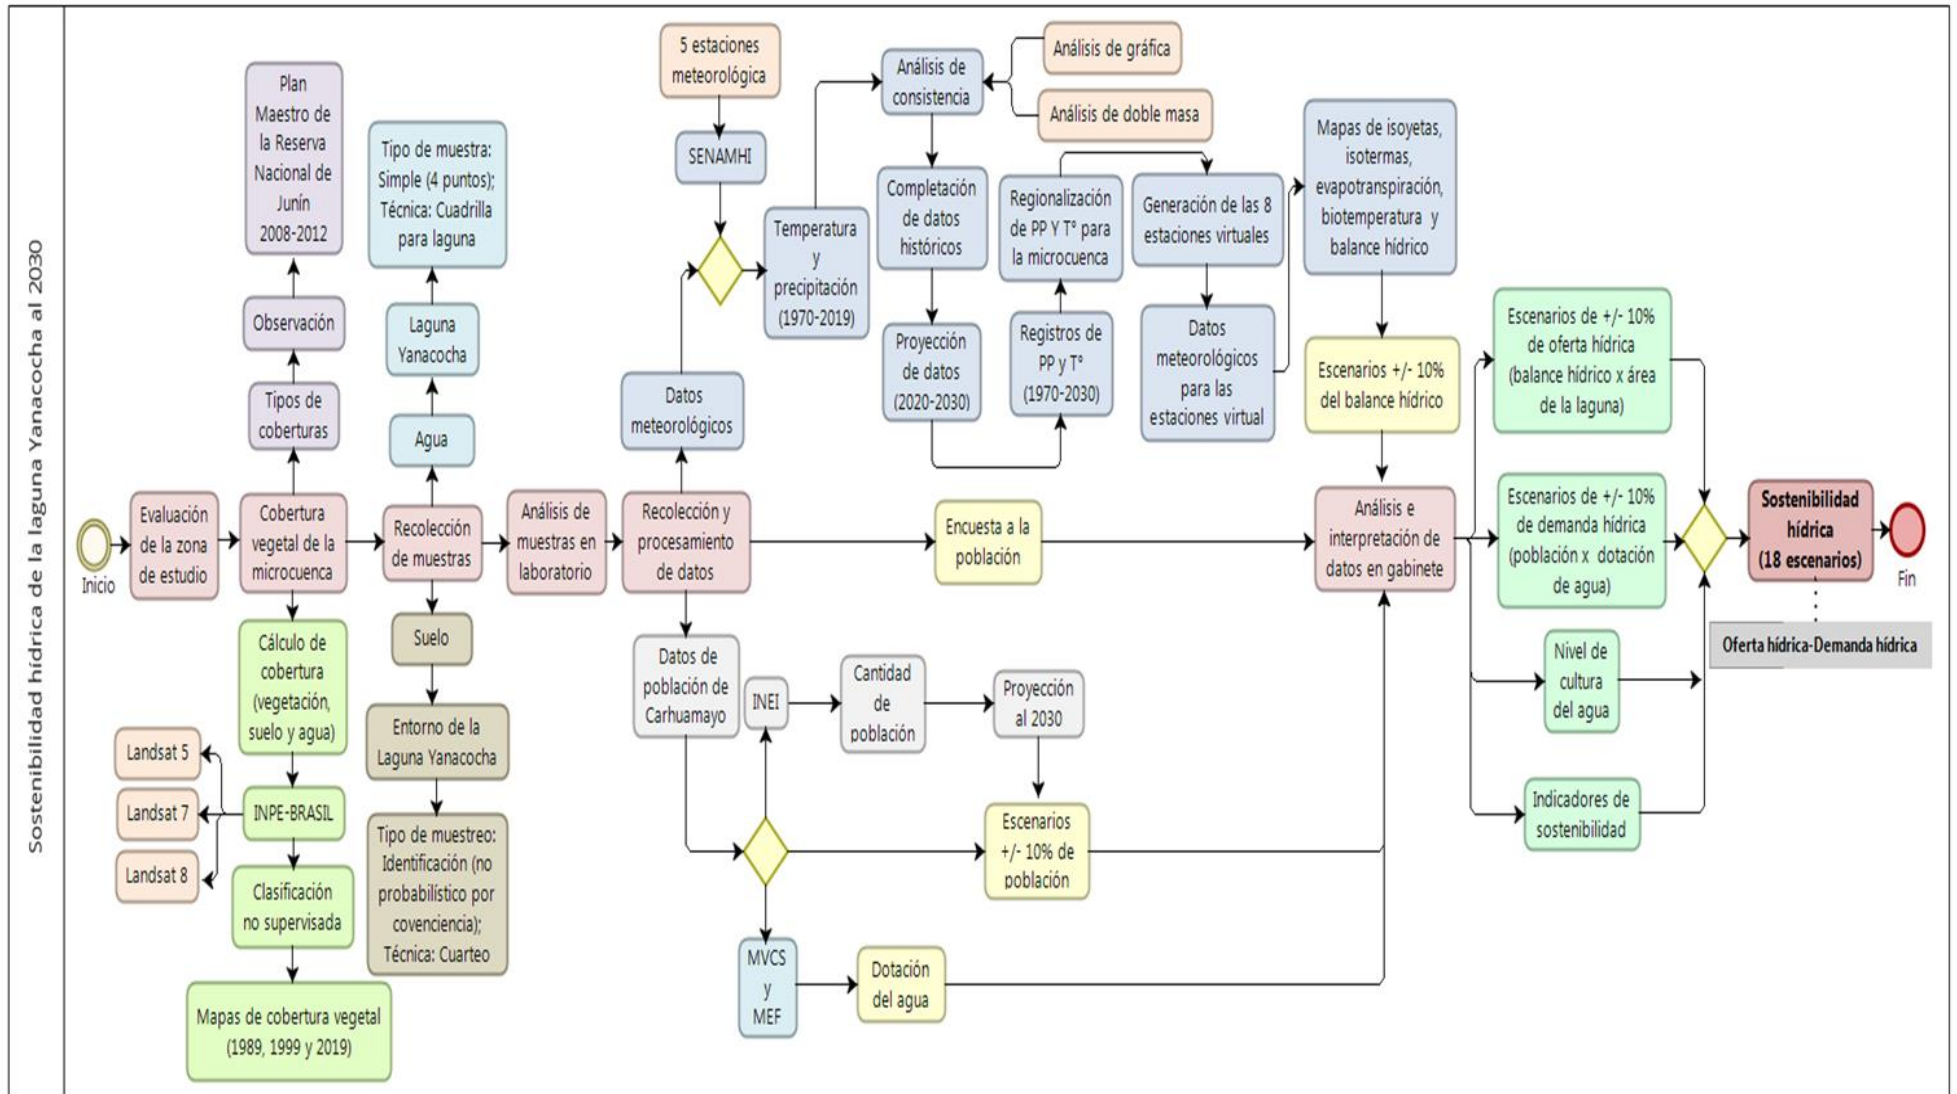 Sostenibilidad hídrica de la laguna Yanacocha al 2030
Inicio
Evaluación
de la zona
de estudio
Plan
Maestro de
la Reserva
Nacional de
Junín
2008-2012
Observación
Tipos de
coberturas
Cobertura
vegetal de la
microcuenca
Cálculo de
cobertura
(vegetación,
suelo y agua)
INPE-BRASIL
Landsat 5
Landsat 7
Landsat 8
Clasificación
no supervisada
Mapas de cobertura vegetal
(1989, 1999 y 2019)
Tipo de muestra:
Simple (4 puntos);
Técnica: Cuadrilla
para laguna
Laguna
Yanacocha
Agua
Recolección
de muestras
Suelo
Entorno de la
Laguna Yanacocha
Tipo de muestreo:
Identificación (no
probabilístico por
covenciencia);
Técnica: Cuarteo
Análisis de
muestras en
laboratorio
Recolección y
procesamiento
de datos
Datos
meteorológicos
5 estaciones
meteorológica
SENAMHI
Temperatura
y
precipitación
(1970-2019)
Análisis de
consistencia
Análisis de gráfica
Análisis de doble masa
Completación
de datos
históricos
Proyección
de datos
(2020-2030)
Registros de
PP y T°
(1970-2030)
Regionalización
de PP Y T° para
la microcuenca
Generación de las 8
estaciones virtuales
Datos
meteorológicos
para las
estaciones virtual
Mapas de isoyetas,
isotermas,
evapotranspiración,
biotemperatura y
balance hídrico
Escenarios +/- 10%
del balance hídrico
Encuesta a la
población
Análisis e
interpretación de
datos en gabinete
Datos de
población de
Carhuamayo
INEI
Cantidad
de
población
Proyección
al 2030
Escenarios
+/- 10% de
población
MVCS
y
MEF
Dotación
del agua
Escenarios de +/- 10%
de oferta hídrica
(balance hídrico x área
de la laguna)
Escenarios de +/- 10%
de demanda hídrica
(población x dotación
de agua)
Nivel de
cultura
del agua
Indicadores de
sostenibilidad
Sostenibilidad
hídrica
(18 escenarios)
Fin
Oferta hídrica-Demanda hídrica